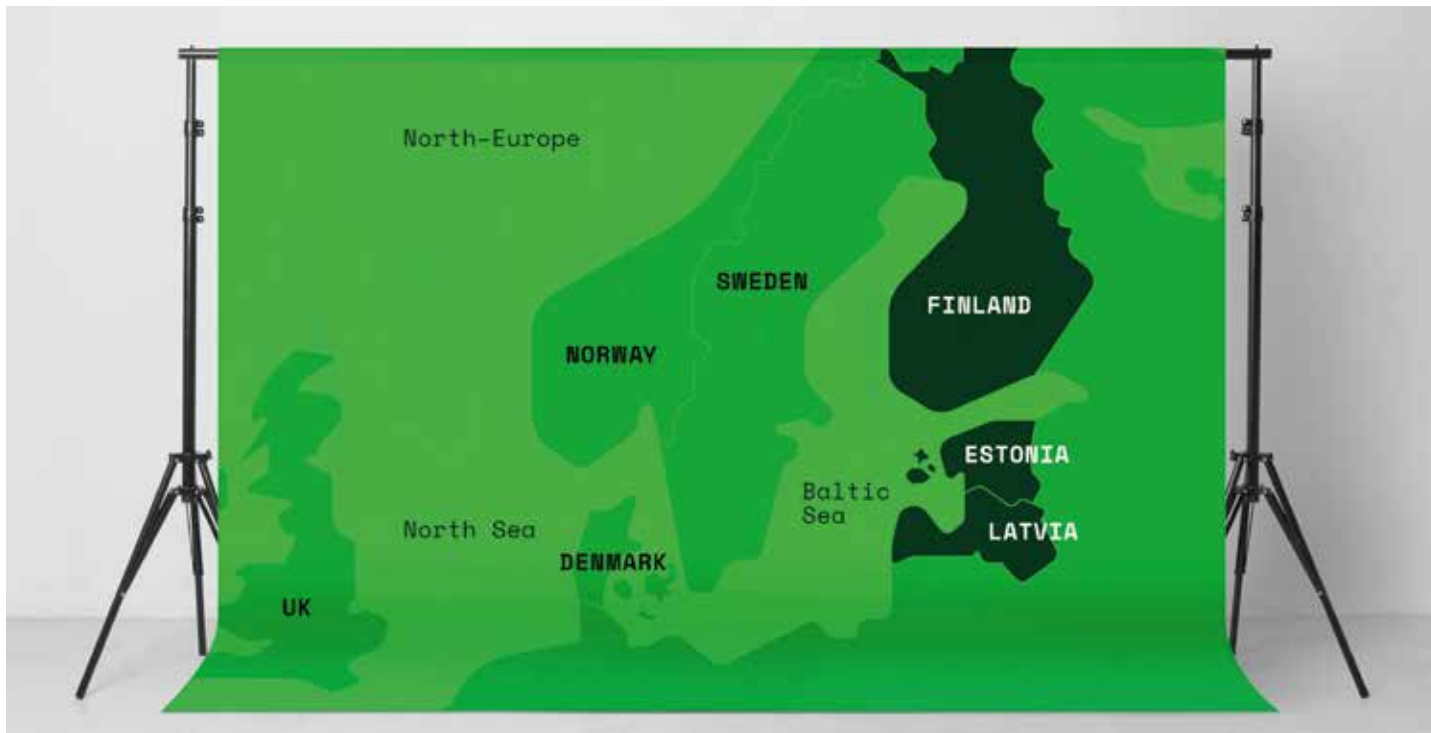 North-Europe
SWEDEN
FINLAND
NORWAY
ESTONIA
Baltic
Sea
North Sea
LATVIA
DENMARK
UK